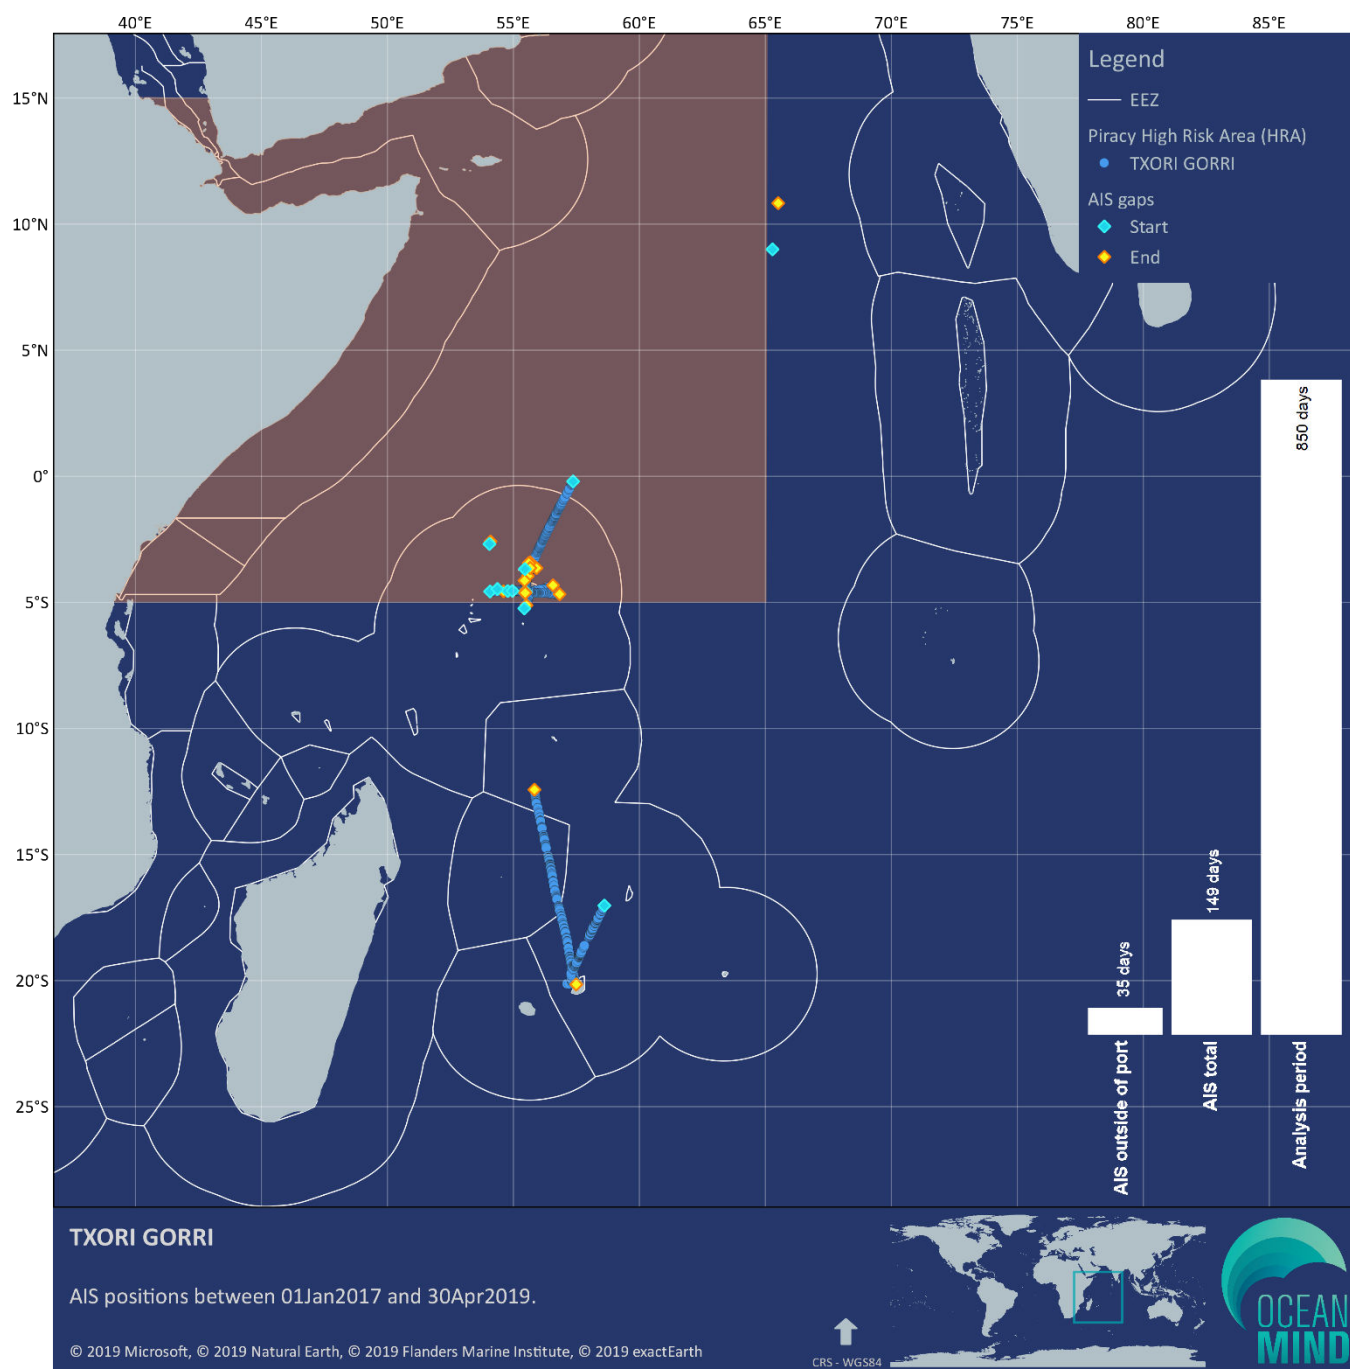 40°E 45°E 50°E 55°E 60°E 65°E 70°E 75°E 80°E 85°E
Legend
EEZ
Piracy High Risk Area (HRA)
TXORI GORRI
AIS gaps
Start
End
15°N
10°N
5°N
0°
5°S
10°S
15°S
20°S
25°S
35 days
149 days
850 days
AIS outside of port
AIS total
Analysis period
TXORI GORRI
AIS positions between 01Jan2017 and 30Apr2019.
© 2019 Microsoft, © 2019 Natural Earth, © 2019 Flanders Marine Institute, © 2019 exactEarth
CRS - WGS84
OCEAN
MIND